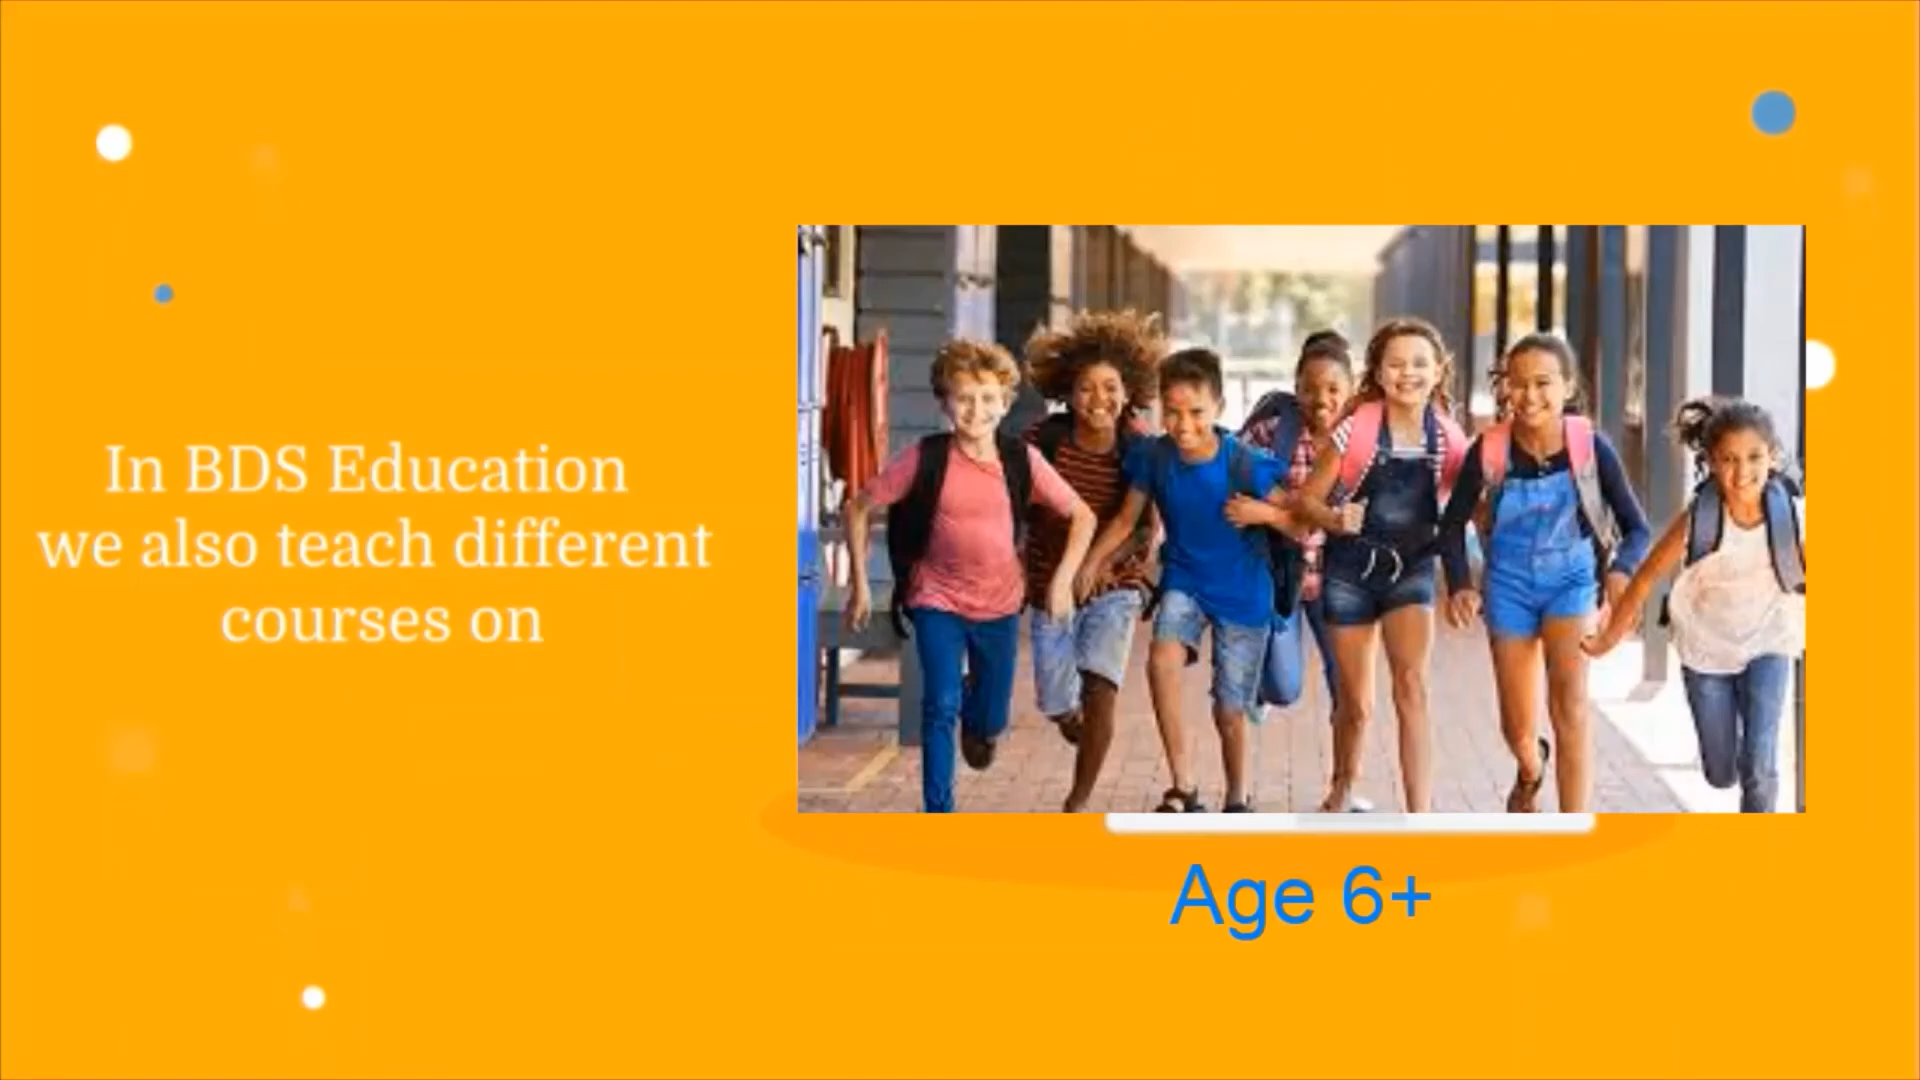 In BDS Education
we also teach different
courses on
Age 6+